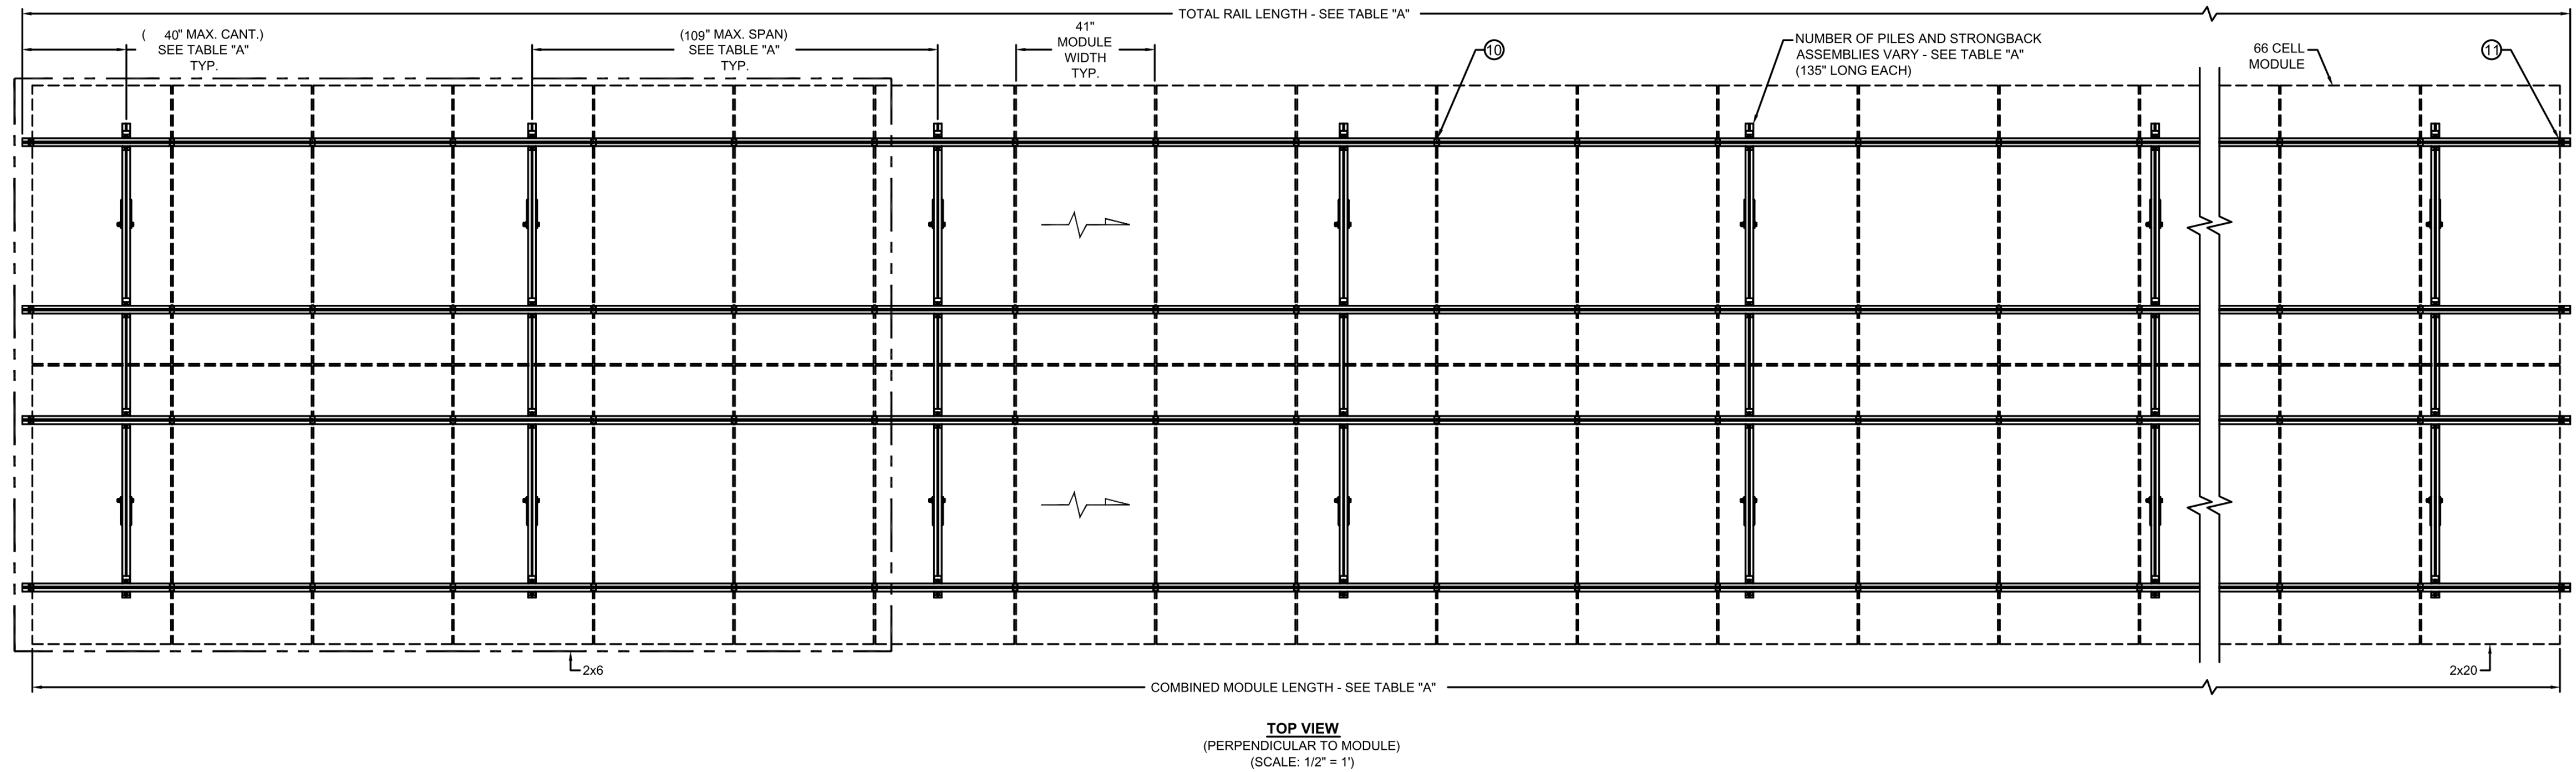 TOTAL RAIL LENGTH - SEE TABLE "A"
( 40" MAX. CANT.)
SEE TABLE "A"
TYP.
(109" MAX. SPAN)
SEE TABLE "A"
TYP.
41"
MODULE
WIDTH
TYP.
10
NUMBER OF PILES AND STRONGBACK
ASSEMBLIES VARY - SEE TABLE "A"
(135" LONG EACH)
66 CELL
MODULE
11
2x6
2x20
COMBINED MODULE LENGTH - SEE TABLE "A"
TOP VIEW
(PERPENDICULAR TO MODULE)
(SCALE: 1/2" = 1')